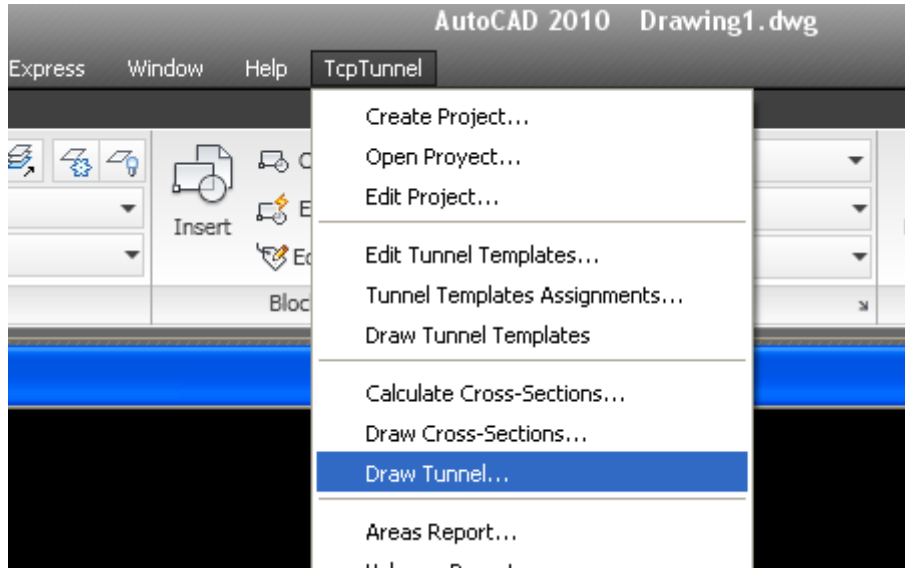 AutoCAD 2010 Drawing1.dwg
Express Window Help TcpTunnel
Create Project...
Open Proyect...
Edit Project...
Insert
Edit Tunnel Templates...
Tunnel Templates Assignments...
Draw Tunnel Templates
Calculate Cross-Sections...
Draw Cross-Sections...
Draw Tunnel...
Areas Report...